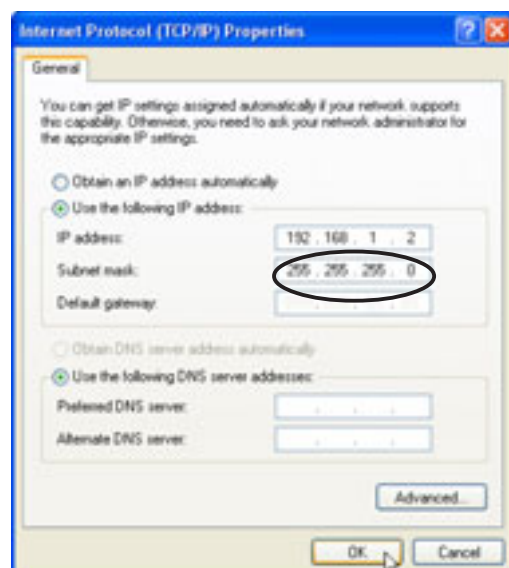 Internet Protocol (TCP/IP) Properties
General
You can get IP settings assigned automatically if your network supports
this capability. Otherwise, you need to ask your network administrator for
the appropriate IP settings.
Obtain an IP address automatically
Use the following IP address:
IP address: 192 . 168 . 1 . 2
Subnet mask: 255 . 255 . 255 . 0
Default gateway: . . .
Obtain DNS server address automatically
Use the following DNS server addresses:
Preferred DNS server: . . .
Alternate DNS server: . . .
Advanced...
OK Cancel